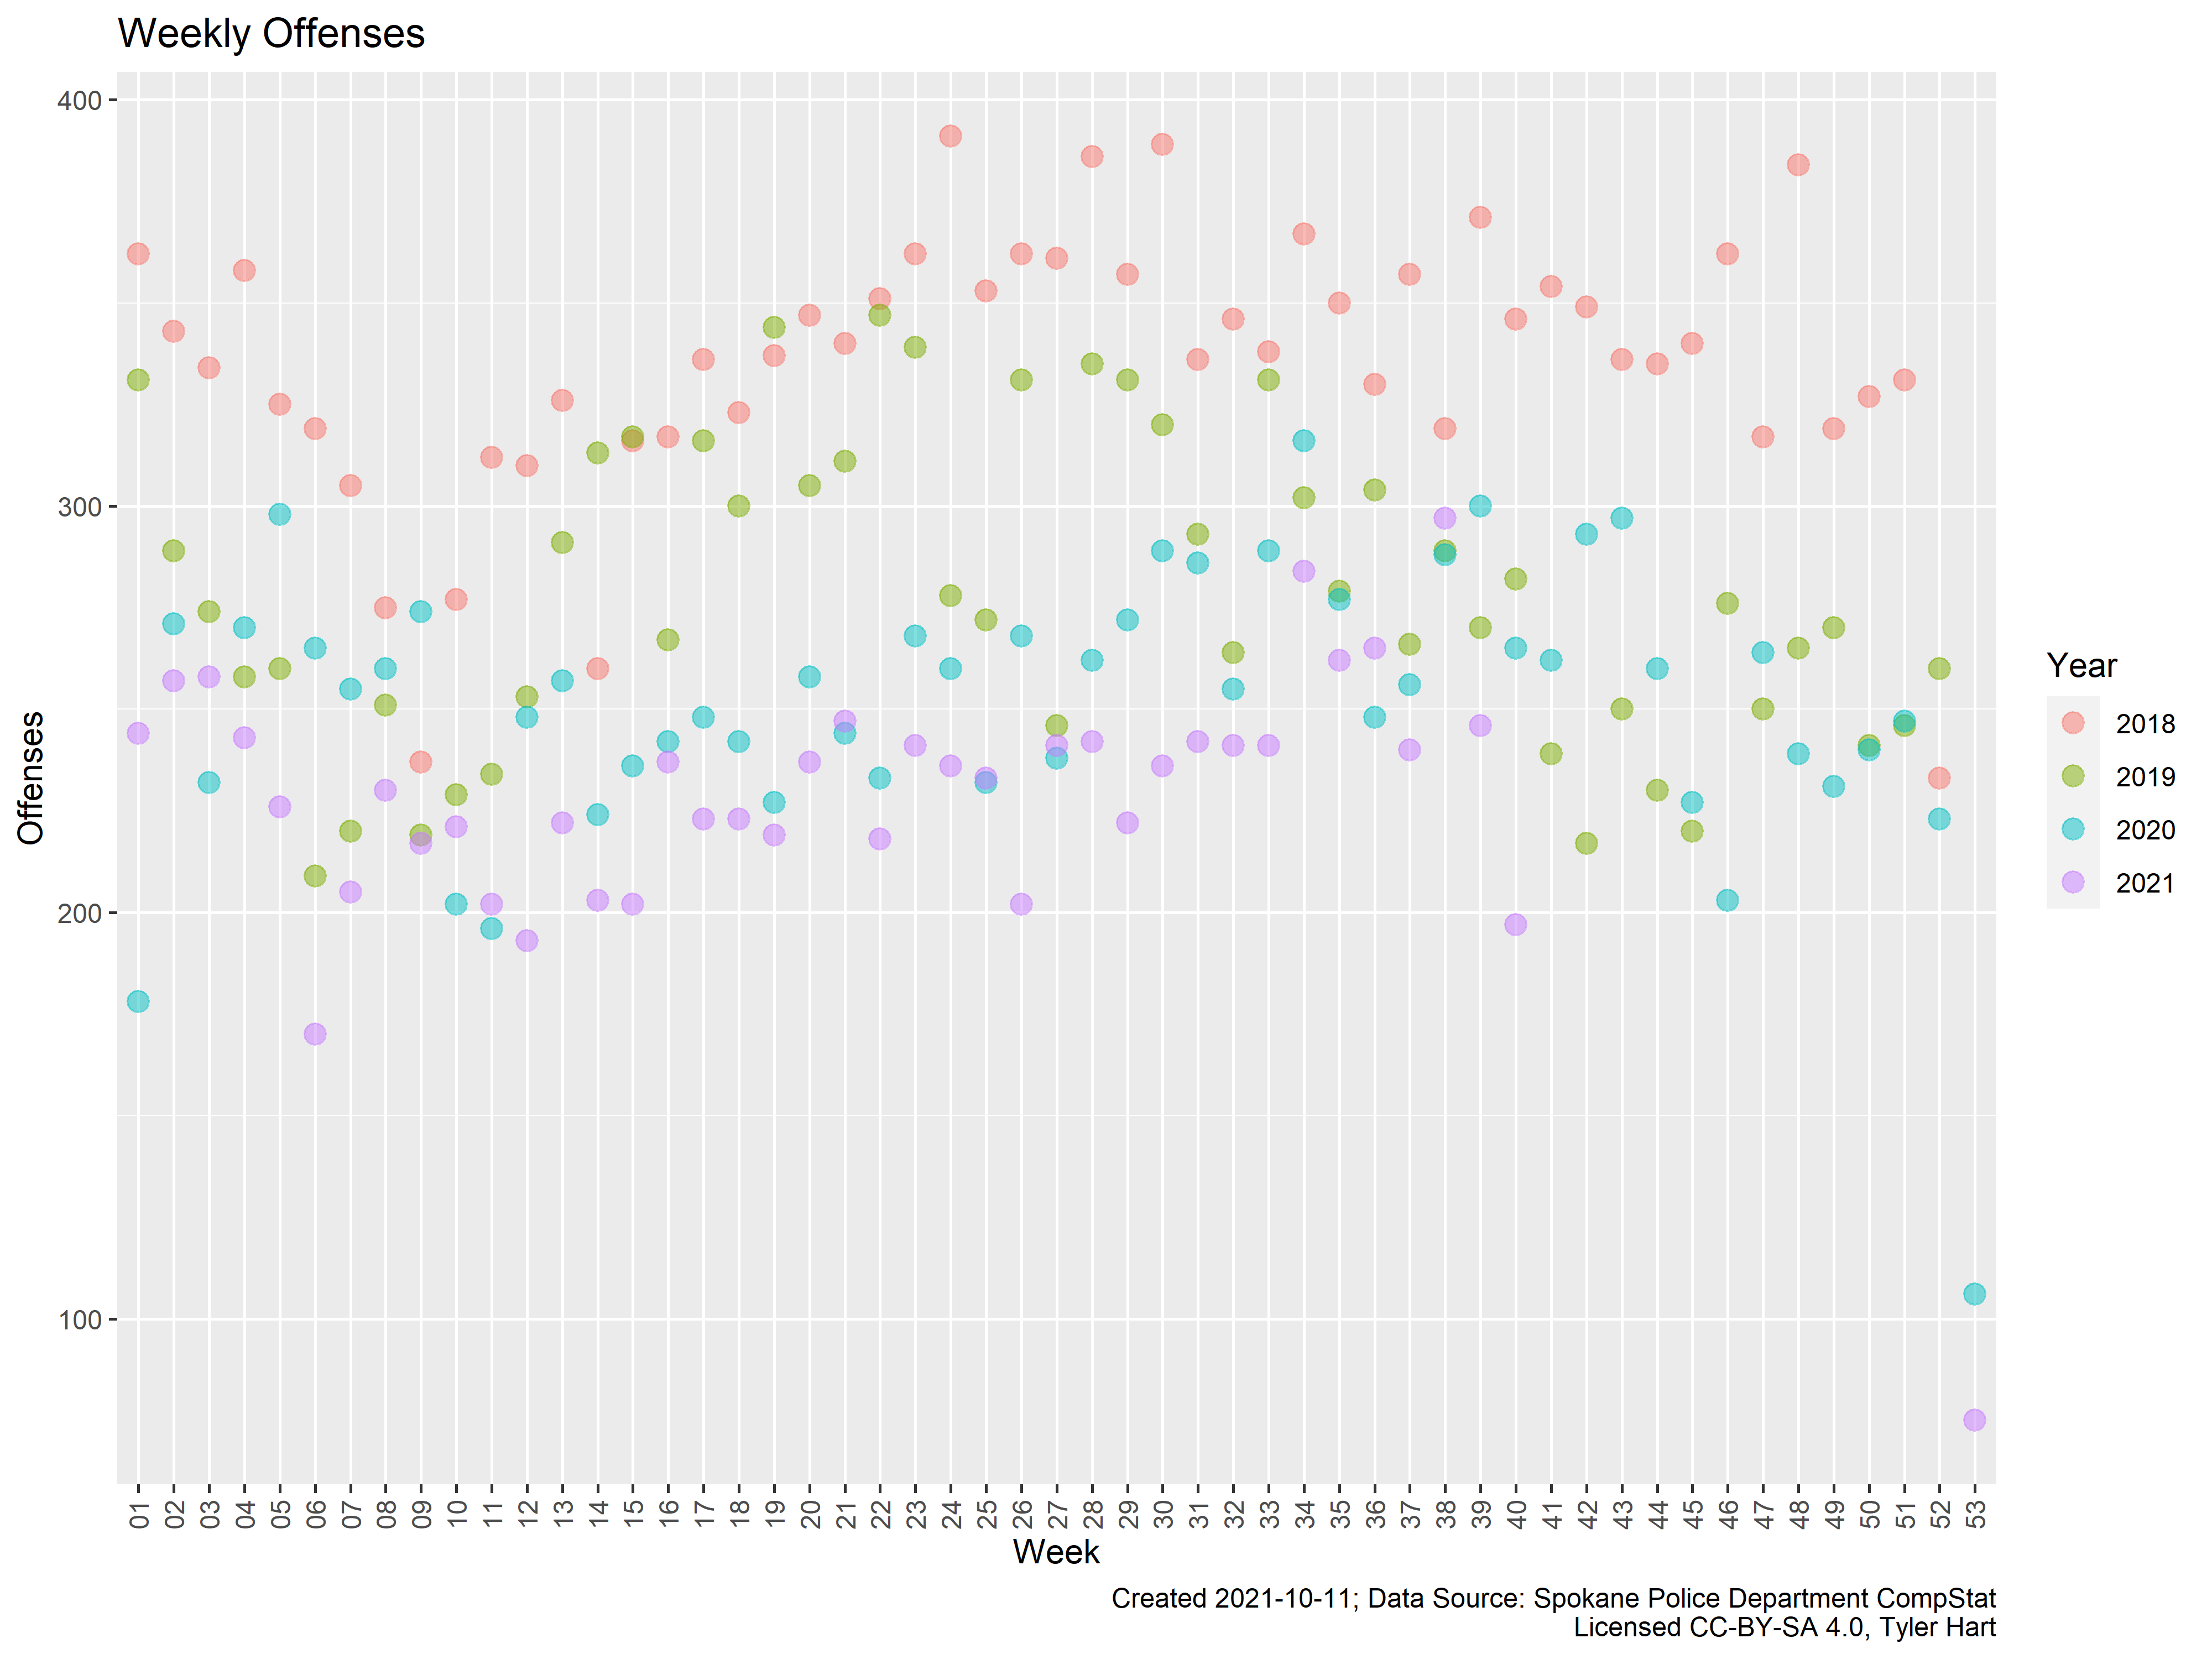 Weekly Offenses
400
300
200
100
Offenses
01 02 03 04 05 06 07 08 09 10 11 12 13 14 15 16 17 18 19 20 21 22 23 24 25 26 27 28 29 30 31 32 33 34 35 36 37 38 39 40 41 42 43 44 45 46 47 48 49 50 51 52 53
Week
Year
2018
2019
2020
2021
Created 2021-10-11; Data Source: Spokane Police Department CompStat
Licensed CC-BY-SA 4.0, Tyler Hart